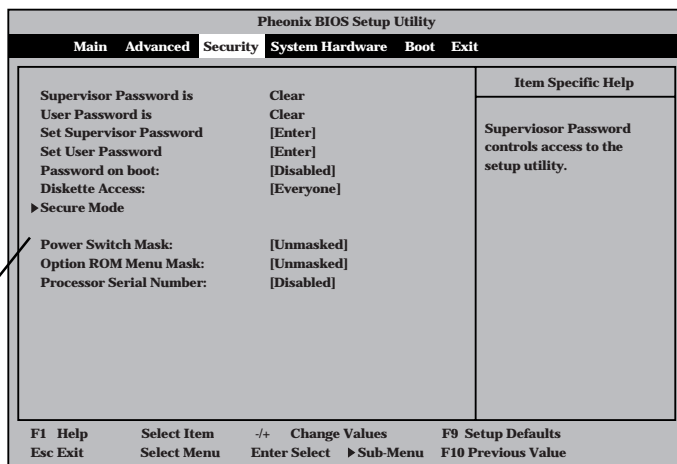 Pheonix BIOS Setup Utility
Main Advanced Security System Hardware Boot Exit
Supervisor Password is Clear
User Password is Clear
Set Supervisor Password [Enter]
Set User Password [Enter]
Password on boot: [Disabled]
Diskette Access: [Everyone]
▶Secure Mode
Power Switch Mask: [Unmasked]
Option ROM Menu Mask: [Unmasked]
Processor Serial Number: [Disabled]
Item Specific Help
Superviosor Password
controls access to the
setup utility.
F1 Help Select Item -/+ Change Values F9 Setup Defaults
Esc Exit Select Menu Enter Select ▶Sub-Menu F10 Previous Value